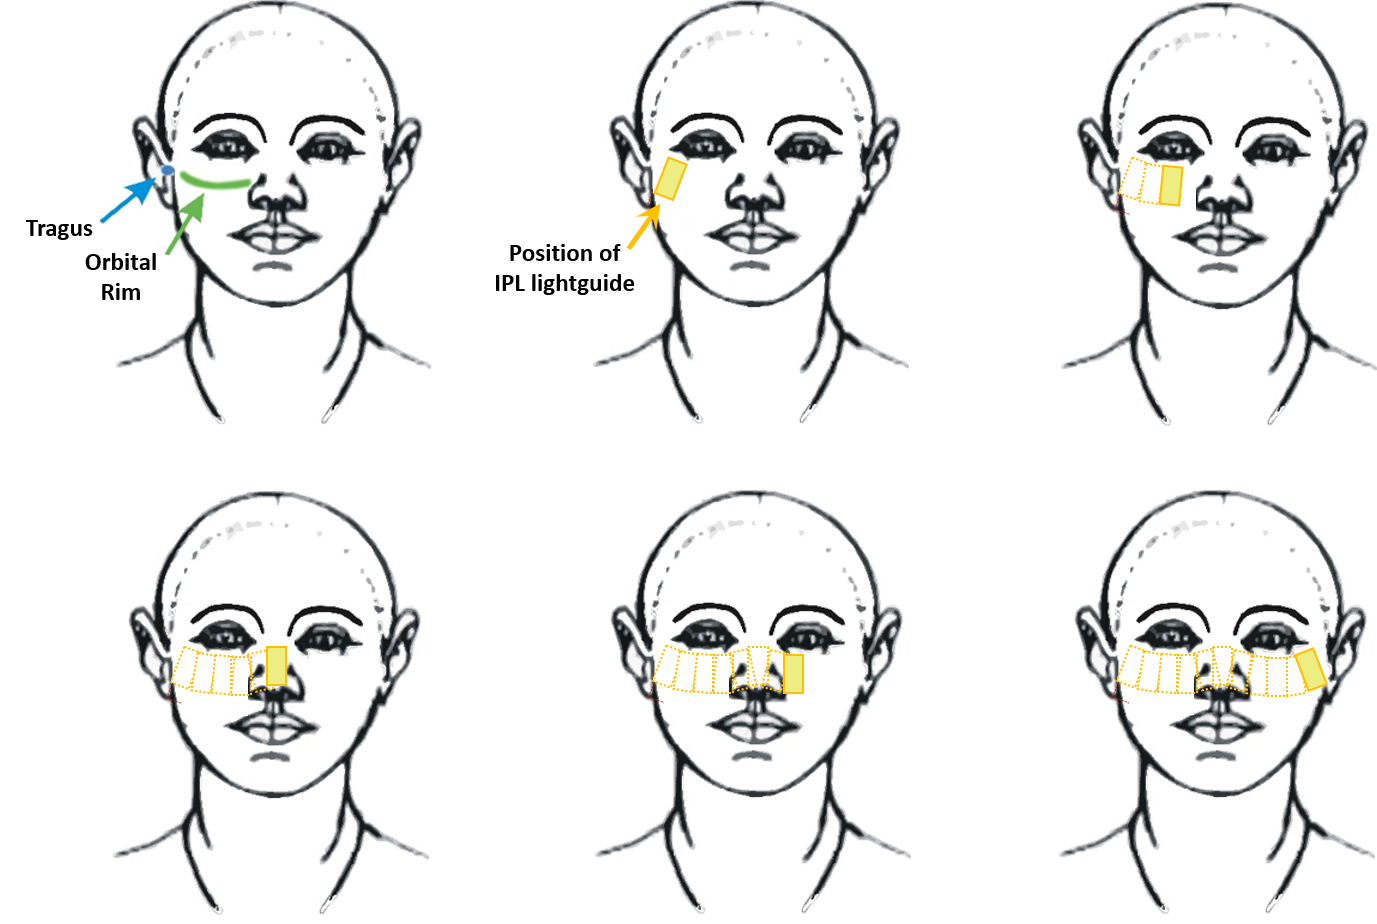 Tragus
Orbital
Rim
Position of
IPL lightguide